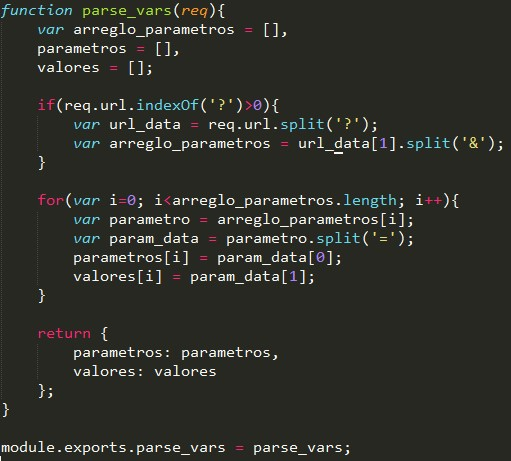 function parse_vars(req){
    var arreglo_parametros = [],
    parametros = [],
    valores = [];
    if(req.url.indexOf('?')>0){
        var url_data = req.url.split('?');
        var arreglo_parametros = url_data[1].split('&');
    }
    for(var i=0; i<arreglo_parametros.length; i++){
        var parametro = arreglo_parametros[i];
        var param_data = parametro.split('=');
        parametros[i] = param_data[0];
        valores[i] = param_data[1];
    }
    return {
        parametros: parametros,
        valores: valores
    };
}
module.exports.parse_vars = parse_vars;